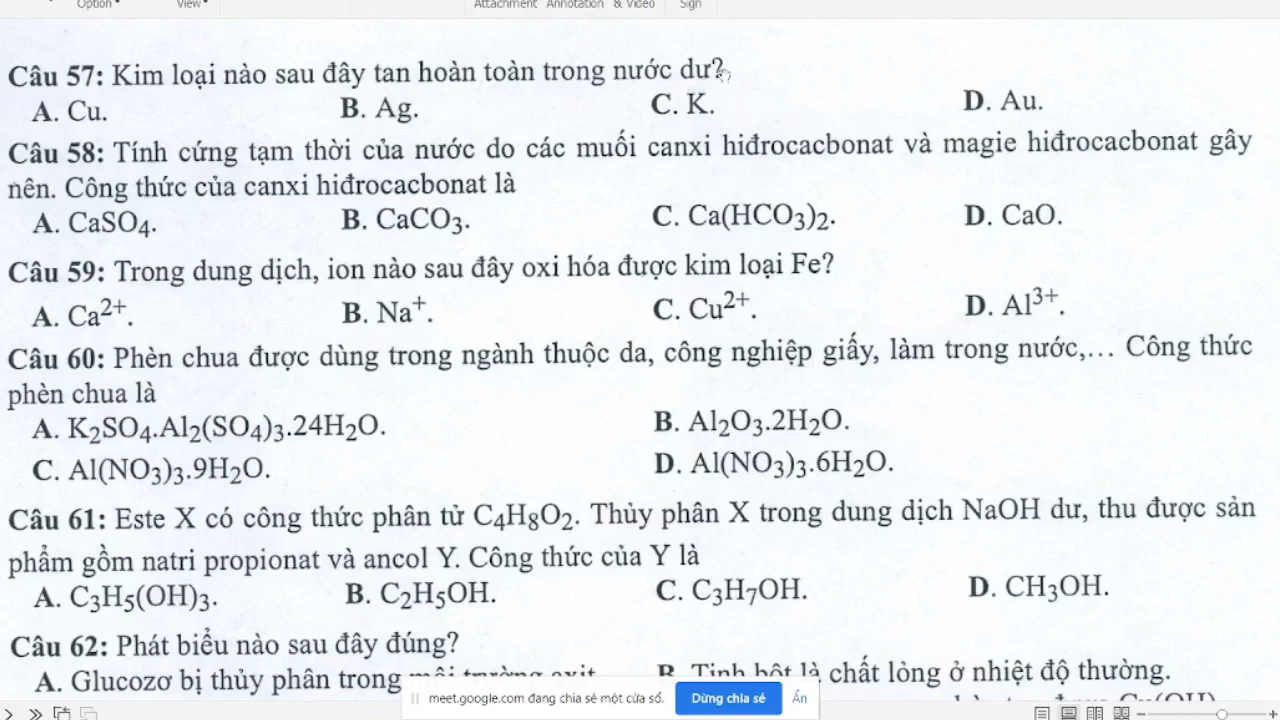 Option View Attachment Annotation & Video Sign
Câu 57: Kim loại nào sau đây tan hoàn toàn trong nước dư?
A. Cu. B. Ag. C. K. D. Au.
Câu 58: Tính cứng tạm thời của nước do các muối canxi hiđrocacbonat và magie hiđrocacbonat gây
nên. Công thức của canxi hiđrocacbonat là
A. CaSO4. B. CaCO3. C. Ca(HCO3)2. D. CaO.
Câu 59: Trong dung dịch, ion nào sau đây oxi hóa được kim loại Fe?
A. Ca2+. B. Na+. C. Cu2+. D. Al3+.
Câu 60: Phèn chua được dùng trong ngành thuộc da, công nghiệp giấy, làm trong nước,... Công thức
phèn chua là
A. K2SO4.Al2(SO4)3.24H2O. B. Al2O3.2H2O.
C. Al(NO3)3.9H2O. D. Al(NO3)3.6H2O.
Câu 61: Este X có công thức phân tử C4H8O2. Thủy phân X trong dung dịch NaOH dư, thu được sản
phẩm gồm natri propionat và ancol Y. Công thức của Y là
A. C3H5(OH)3. B. C2H5OH. C. C3H7OH. D. CH3OH.
Câu 62: Phát biểu nào sau đây đúng?
A. Glucozơ bị thủy phân trong môi trường axit B. Tinh bột là chất lỏng ở nhiệt độ thường.
meet.google.com đang chia sẻ một cửa sổ. Dừng chia sẻ Ẩn